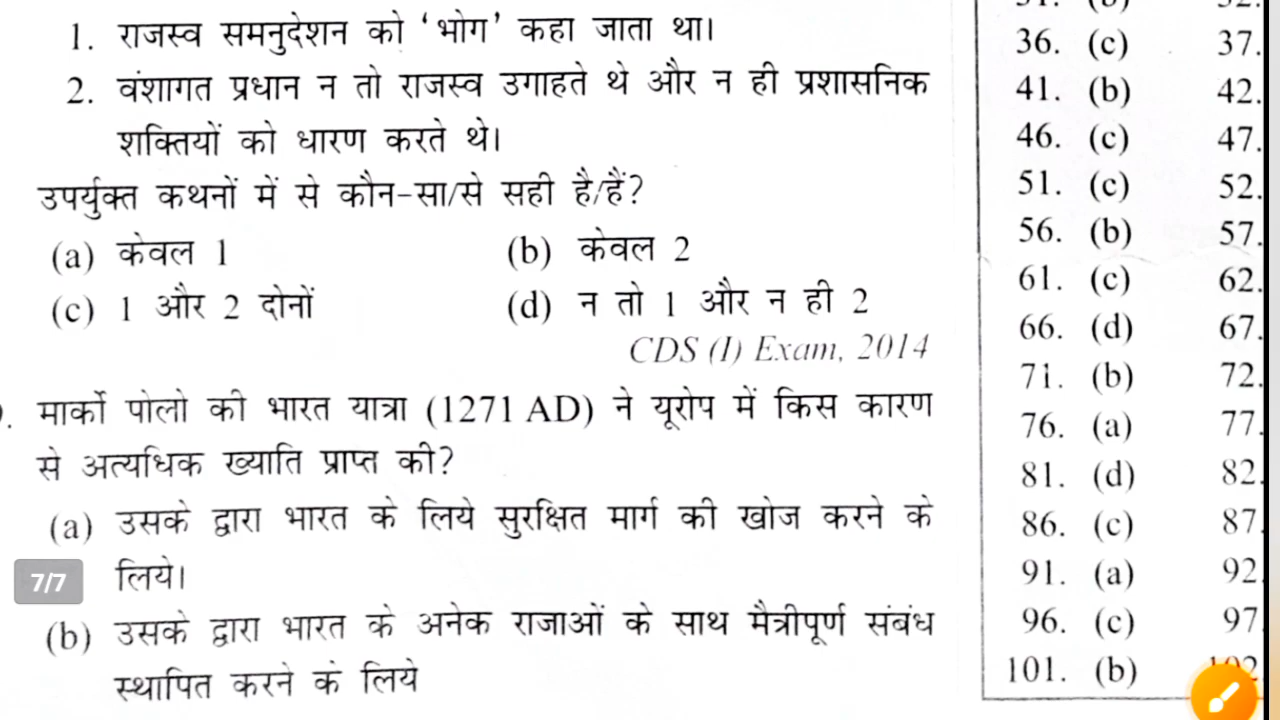 1. राजस्व समनुदेशन को 'भोग' कहा जाता था।
2. वंशागत प्रधान न तो राजस्व उगाहते थे और न ही प्रशासनिक
शक्तियों को धारण करते थे।
उपर्युक्त कथनों में से कौन-सा/से सही है/हैं?
(a) केवल 1 (b) केवल 2
(c) 1 और 2 दोनों (d) न तो 1 और न ही 2
CDS (I) Exam, 2014
मार्को पोलो की भारत यात्रा (1271 AD) ने यूरोप में किस कारण
से अत्यधिक ख्याति प्राप्त की?
(a) उसके द्वारा भारत के लिये सुरक्षित मार्ग की खोज करने के
लिये।
(b) उसके द्वारा भारत के अनेक राजाओं के साथ मैत्रीपूर्ण संबंध
स्थापित करने के लिये
7/7
36. (c) 37.
41. (b) 42.
46. (c) 47.
51. (c) 52.
56. (b) 57.
61. (c) 62.
66. (d) 67.
71. (b) 72.
76. (a) 77.
81. (d) 82.
86. (c) 87.
91. (a) 92.
96. (c) 97.
101. (b)